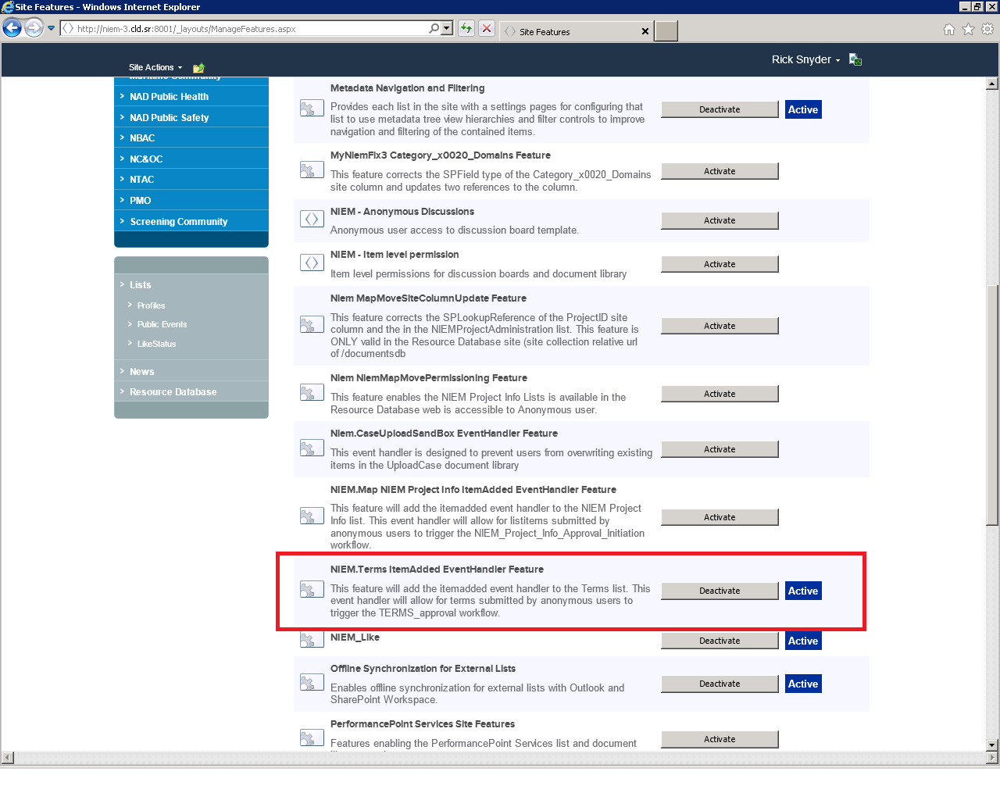 Site Features - Windows Internet Explorer
http://niem-3.cld.sr:8001/_layouts/ManageFeatures.aspx
Site Features
Site Actions
Rick Snyder
Maritime Community
NAD Public Health
NAD Public Safety
NBAC
NC&OC
NTAC
PMO
Screening Community
Lists
Profiles
Public Events
LikeStatus
News
Resource Database
Metadata Navigation and Filtering
Provides each list in the site with a settings pages for configuring that
list to use metadata tree view hierarchies and filter controls to improve
navigation and filtering of the contained items.
Deactivate
Active
MyNiemFix3 Category_x0020_Domains Feature
This feature corrects the SPField type of the Category_x0020_Domains
site column and updates two references to the column.
Activate
NIEM - Anonymous Discussions
Anonymous user access to discussion board template.
Activate
NIEM - Item level permission
Item level permissions for discussion boards and document library
Activate
Niem MapMoveSiteColumnUpdate Feature
This feature corrects the SPLookupReference of the ProjectID site
column and the in the NIEMProjectAdministration list. This feature is
ONLY valid in the Resource Database site (site collection relative url
of /documentsdb
Activate
Niem NiemMapMovePermissioning Feature
This feature enables the NIEM Project Info Lists is available in the
Resource Database web is accessible to Anonymous user.
Activate
Niem.CaseUploadSandBox EventHandler Feature
This event handler is designed to prevent users from overwriting existing
items in the UploadCase document library
Activate
NIEM.Map NIEM Project Info ItemAdded EventHandler Feature
This feature will add the itemadded event handler to the NIEM Project
Info list. This event handler will allow for listitems submitted by
anonymous users to trigger the NIEM_Project_Info_Approval_Initiation
workflow.
Activate
NIEM.Terms ItemAdded EventHandler Feature
This feature will add the itemadded event handler to the Terms list. This
event handler will allow for terms submitted by anonymous users to
trigger the TERMS_approval workflow.
Deactivate
Active
NIEM_Like
Deactivate
Active
Offline Synchronization for External Lists
Enables offline synchronization for external lists with Outlook and
SharePoint Workspace.
Deactivate
Active
PerformancePoint Services Site Features
Features enabling the PerformancePoint Services list and document
Activate